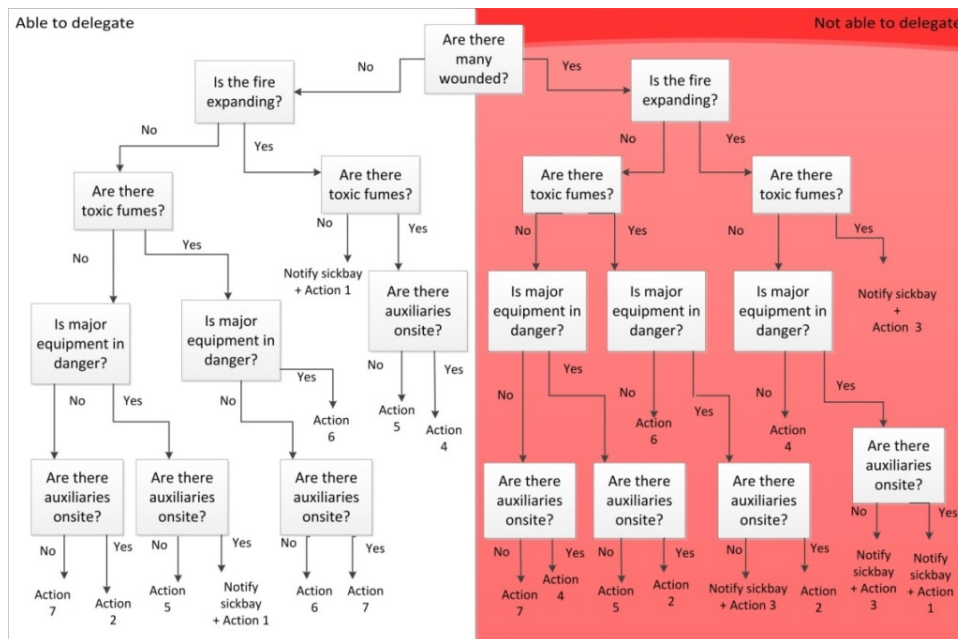 Able to delegate
Not able to delegate
Are there
many
wounded?
No
Yes
Is the fire
expanding?
Is the fire
expanding?
No
Yes
No
Yes
Are there
toxic fumes?
Are there
toxic fumes?
Are there
toxic fumes?
Are there
toxic fumes?
No
Yes
No
Yes
No
Yes
No
Yes
Notify sickbay
+ Action 1
Notify sickbay
+
Action 3
Is major
equipment in
danger?
Is major
equipment in
danger?
Are there
auxiliaries
onsite?
Is major
equipment in
danger?
Is major
equipment in
danger?
Is major
equipment in
danger?
No
Yes
No
Yes
No
Yes
No
Yes
No
Yes
No
Yes
Action
6
Action
5
Action
4
Action
6
Action
4
Are there
auxiliaries
onsite?
Are there
auxiliaries
onsite?
Are there
auxiliaries
onsite?
Are there
auxiliaries
onsite?
Are there
auxiliaries
onsite?
Are there
auxiliaries
onsite?
Are there
auxiliaries
onsite?
No
Yes
No
Yes
No
Yes
No
Yes
No
Yes
No
Yes
No
Yes
Action
7
Action
2
Action
5
Notify sickbay
+ Action 1
Action
6
Action
7
Action
7
Action
4
Action
5
Action
2
Notify sickbay
+ Action 3
Action
2
Notify
sickbay
+ Action
3
Notify
sickbay
+ Action
1